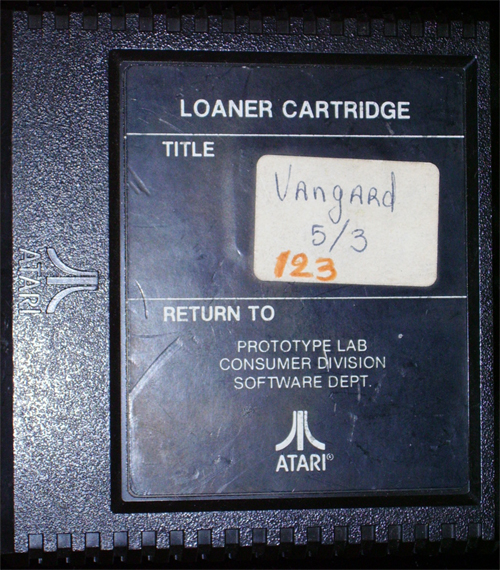 LOANER CARTRIDGE
TITLE
Vangard
5/3
123
RETURN TO
PROTOTYPE LAB
CONSUMER DIVISION
SOFTWARE DEPT.
ATARI®
ATARI